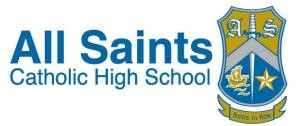 All Saints
Catholic High School
A S
fortis in fide